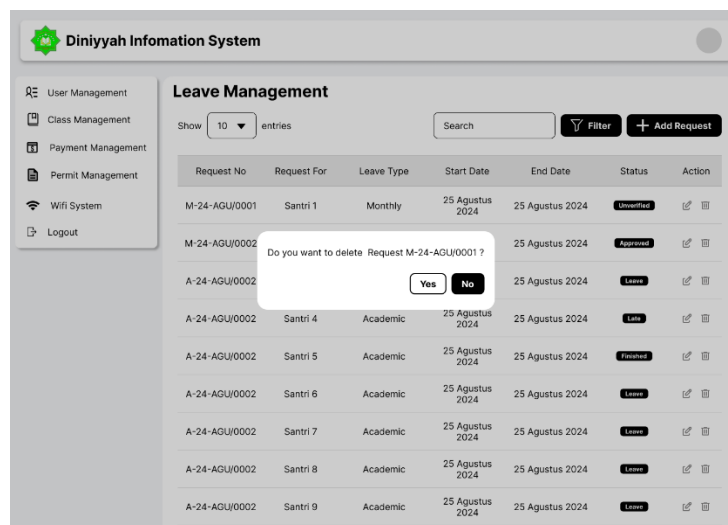 Diniyyah Infomation System
User Management
Class Management
Payment Management
Permit Management
Wifi System
Logout
Leave Management
Show 10 entries
Search
Filter
Add Request
Request No Request For Leave Type Start Date End Date Status Action
M-24-AGU/0001 Santri 1 Monthly 25 Agustus 2024 25 Agustus 2024 Unverified
M-24-AGU/0002 25 Agustus 2024 Approved
Do you want to delete Request M-24-AGU/0001 ?
Yes No
A-24-AGU/0002 25 Agustus 2024 Leave
A-24-AGU/0002 Santri 4 Academic 25 Agustus 2024 25 Agustus 2024 Late
A-24-AGU/0002 Santri 5 Academic 25 Agustus 2024 25 Agustus 2024 Finished
A-24-AGU/0002 Santri 6 Academic 25 Agustus 2024 25 Agustus 2024 Leave
A-24-AGU/0002 Santri 7 Academic 25 Agustus 2024 25 Agustus 2024 Leave
A-24-AGU/0002 Santri 8 Academic 25 Agustus 2024 25 Agustus 2024 Leave
A-24-AGU/0002 Santri 9 Academic 25 Agustus 2024 25 Agustus 2024 Leave